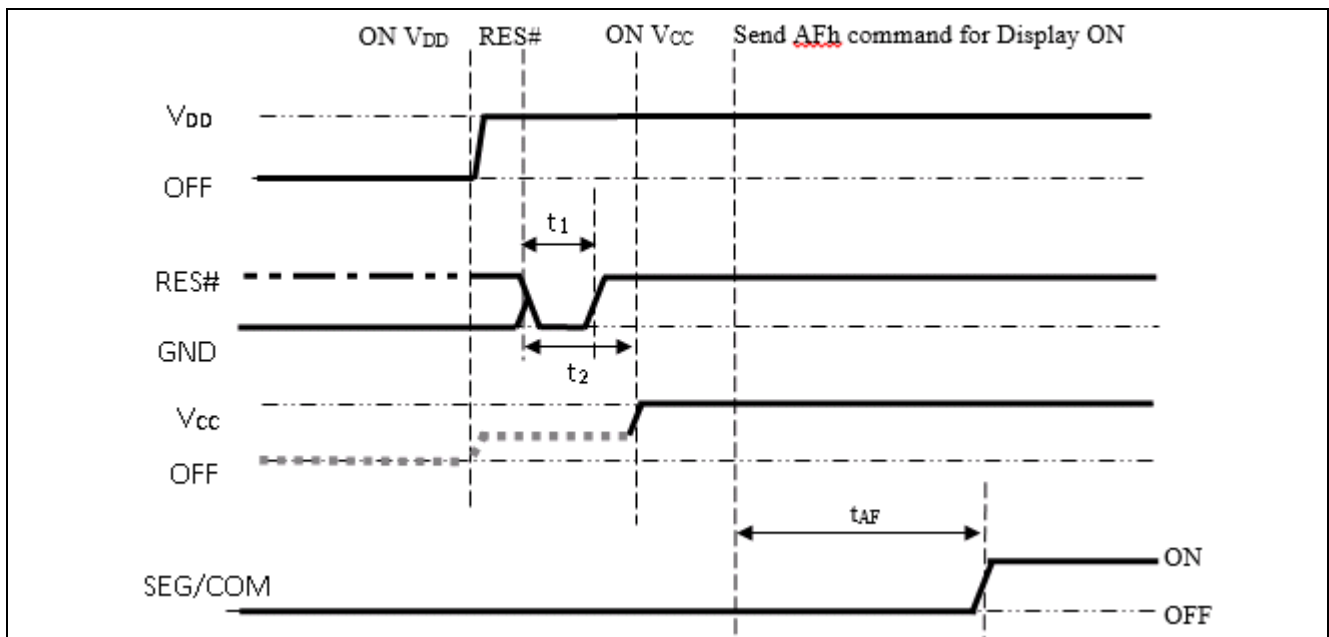 ON VDD RES# ON VCC Send AFh command for Display ON
VDD
OFF
t1
RES#
GND
t2
Vcc
OFF
tAF
ON
SEG/COM
OFF